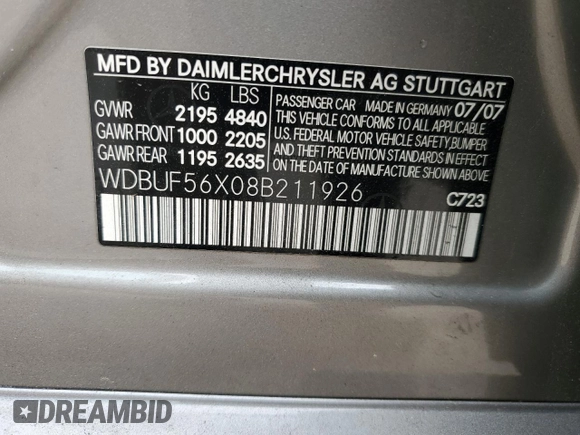 MFD BY DAIMLERCHRYSLER AG STUTTGART
KG LBS
GVWR 2195 4840
GAWR FRONT 1000 2205
GAWR REAR 1195 2635
PASSENGER CAR MADE IN GERMANY 07/07
THIS VEHICLE CONFORMS TO ALL APPLICABLE
U.S. FEDERAL MOTOR VEHICLE SAFETY,BUMPER
AND THEFT PREVENTION STANDARDS IN EFFECT
ON THE DATE OF MANUFACTURE SHOWN ABOVE
WDBUF56X08B211926
C723
DREAMBID